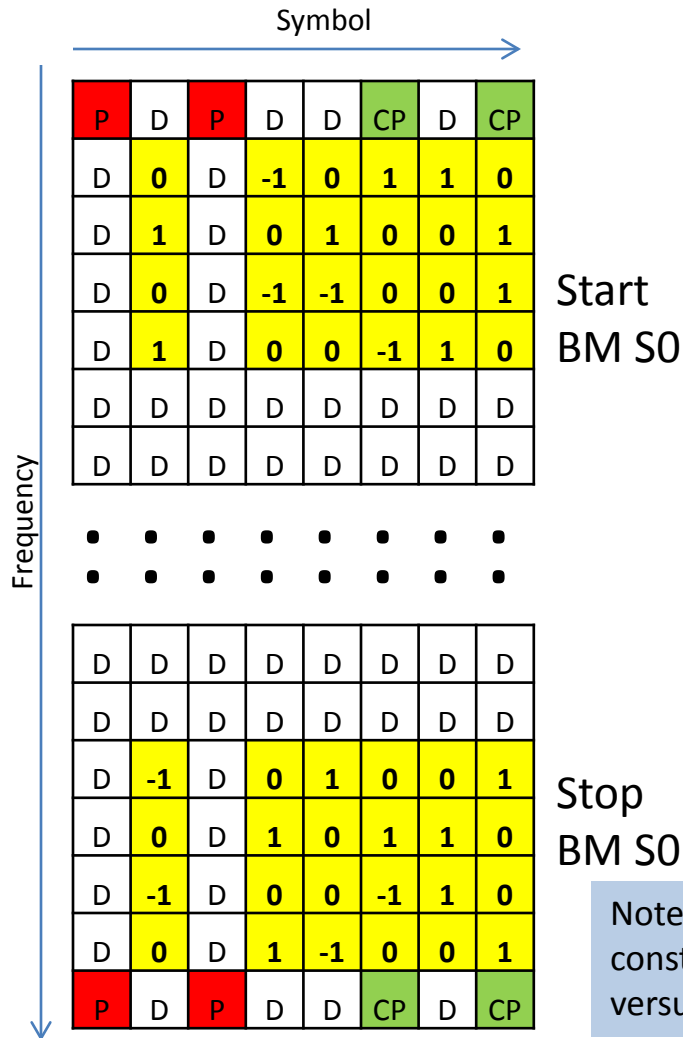 Symbol
Frequency
P D P D D CP D CP
D 0 D -1 0 1 1 0
D 1 D 0 1 0 0 1
D 0 D -1 -1 0 0 1
D 1 D 0 0 -1 1 0
D D D D D D D D
D D D D D D D D
Start
BM S0
D D D D D D D D
D D D D D D D D
D -1 D 0 1 0 0 1
D 0 D 1 0 1 1 0
D -1 D 0 0 -1 1 0
D 0 D 1 -1 0 0 1
P D P D D CP D CP
Stop
BM S0
Note
const
versu